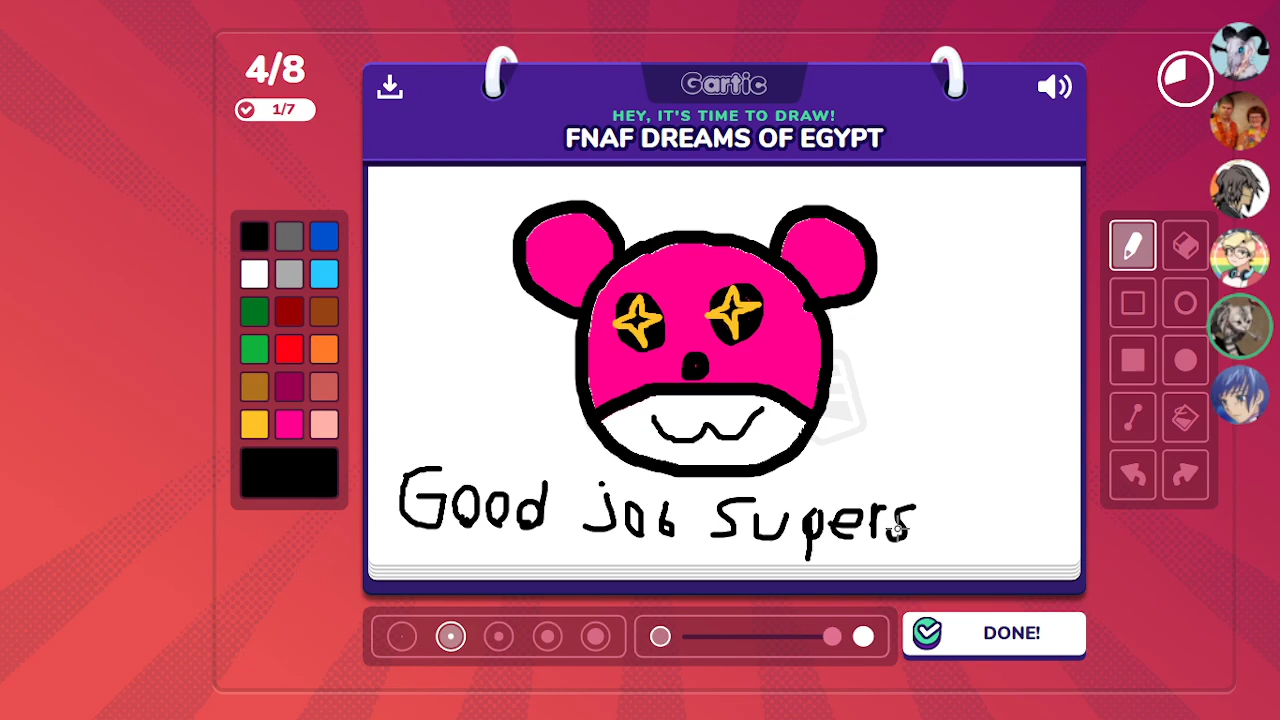 4/8
1/7
Gartic
HEY, IT'S TIME TO DRAW!
FNAF DREAMS OF EGYPT
Good job Supers
DONE!